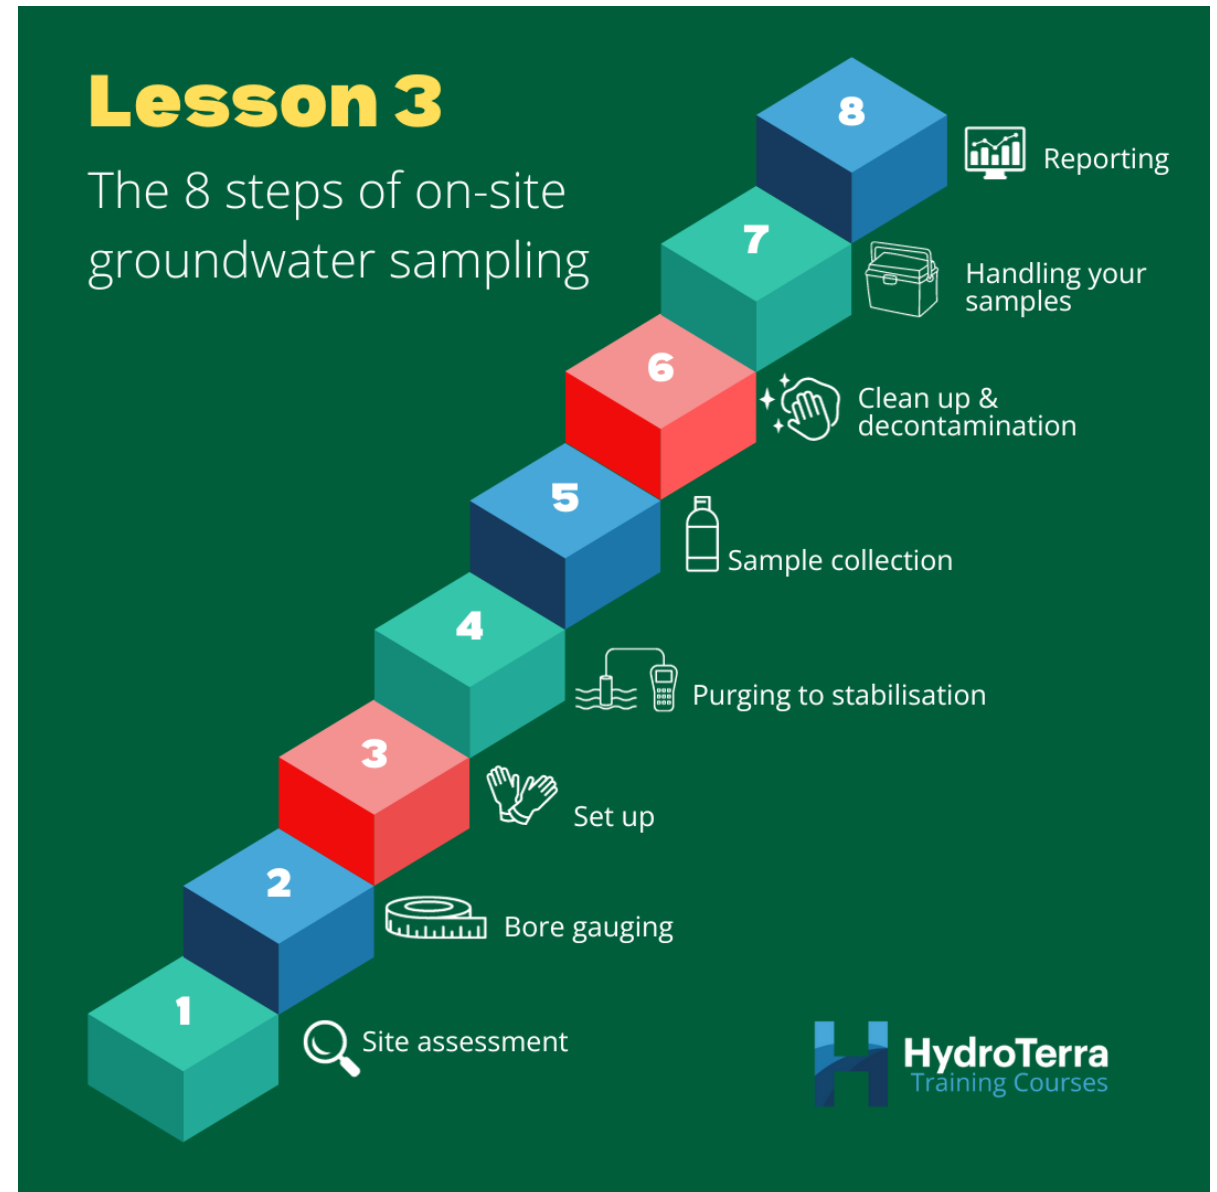 Lesson 3
The 8 steps of on-site
groundwater sampling
8
Reporting
7
Handling your
samples
6
Clean up &
decontamination
5
Sample collection
4
Purging to stabilisation
3
Set up
2
Bore gauging
1
Site assessment
HydroTerra
Training Courses